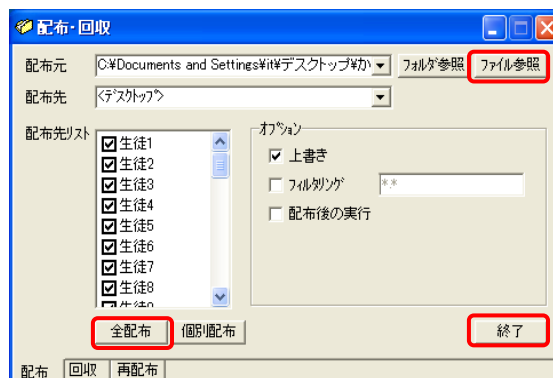 配布・回収
配布元 C:¥Documents and Settings¥it¥デスクトップ¥か フォルダ参照 ファイル参照
配布先 <デスクトップ>
配布先リスト
生徒1
生徒2
生徒3
生徒4
生徒5
生徒6
生徒7
生徒8
オプション
上書き
フィルタリング *.*
配布後の実行
全配布 個別配布 終了
配布 回収 再配布